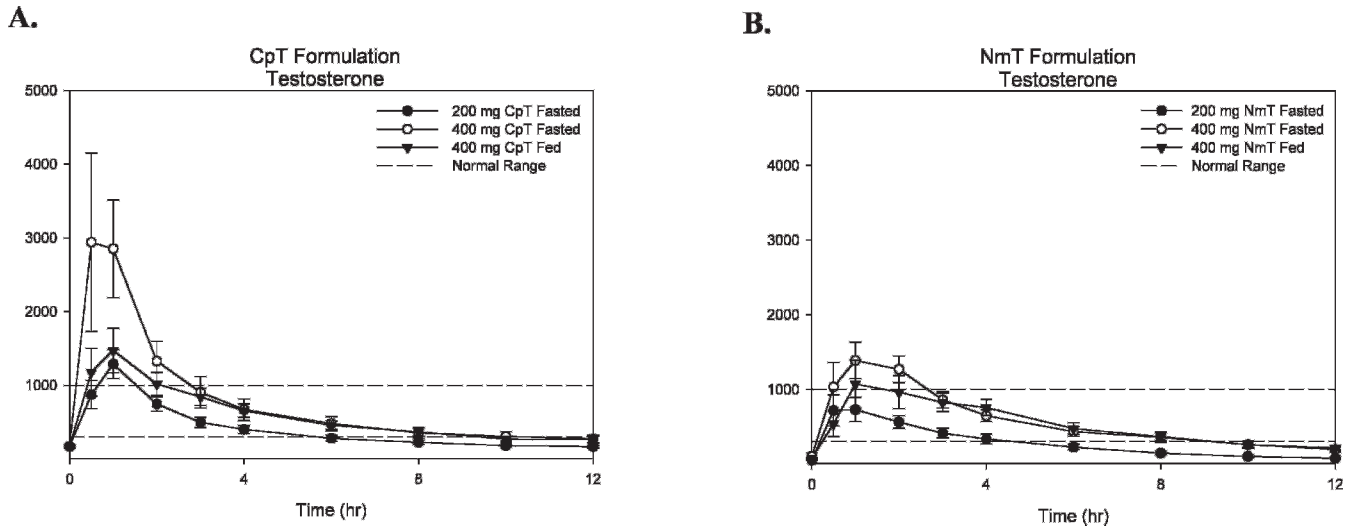 A.
CpT Formulation
Testosterone
5000
4000
3000
2000
1000
0
4
8
12
Time (hr)
200 mg CpT Fasted
400 mg CpT Fasted
400 mg CpT Fed
Normal Range
B.
NmT Formulation
Testosterone
5000
4000
3000
2000
1000
0
4
8
12
Time (hr)
200 mg NmT Fasted
400 mg NmT Fasted
400 mg NmT Fed
Normal Range